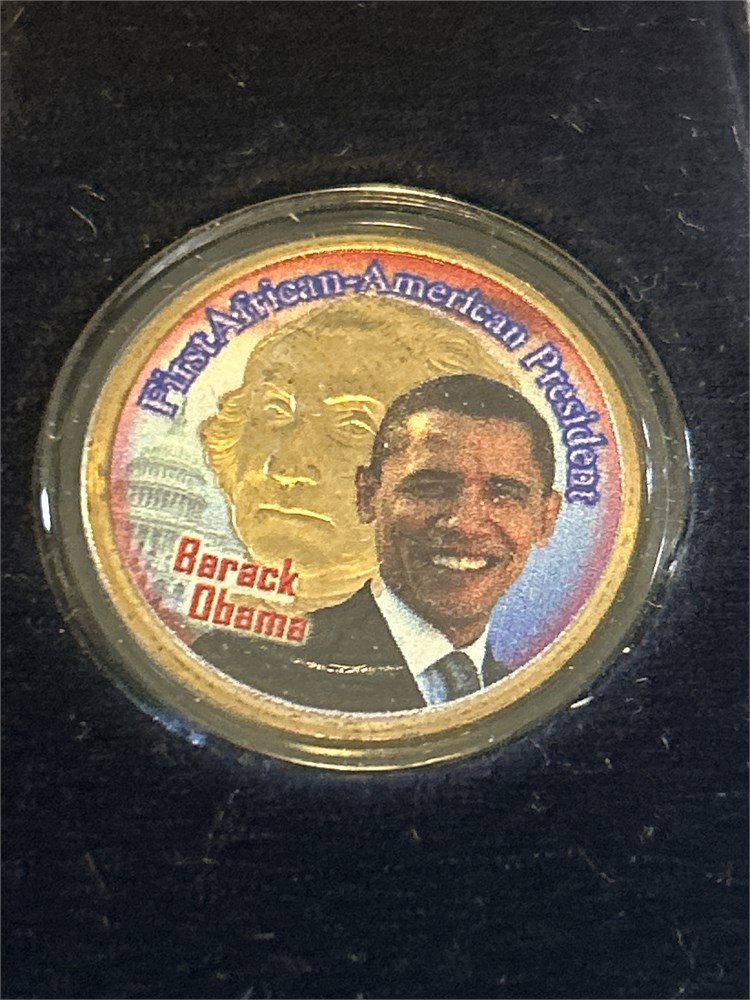 First African-American President
Barack
Obama